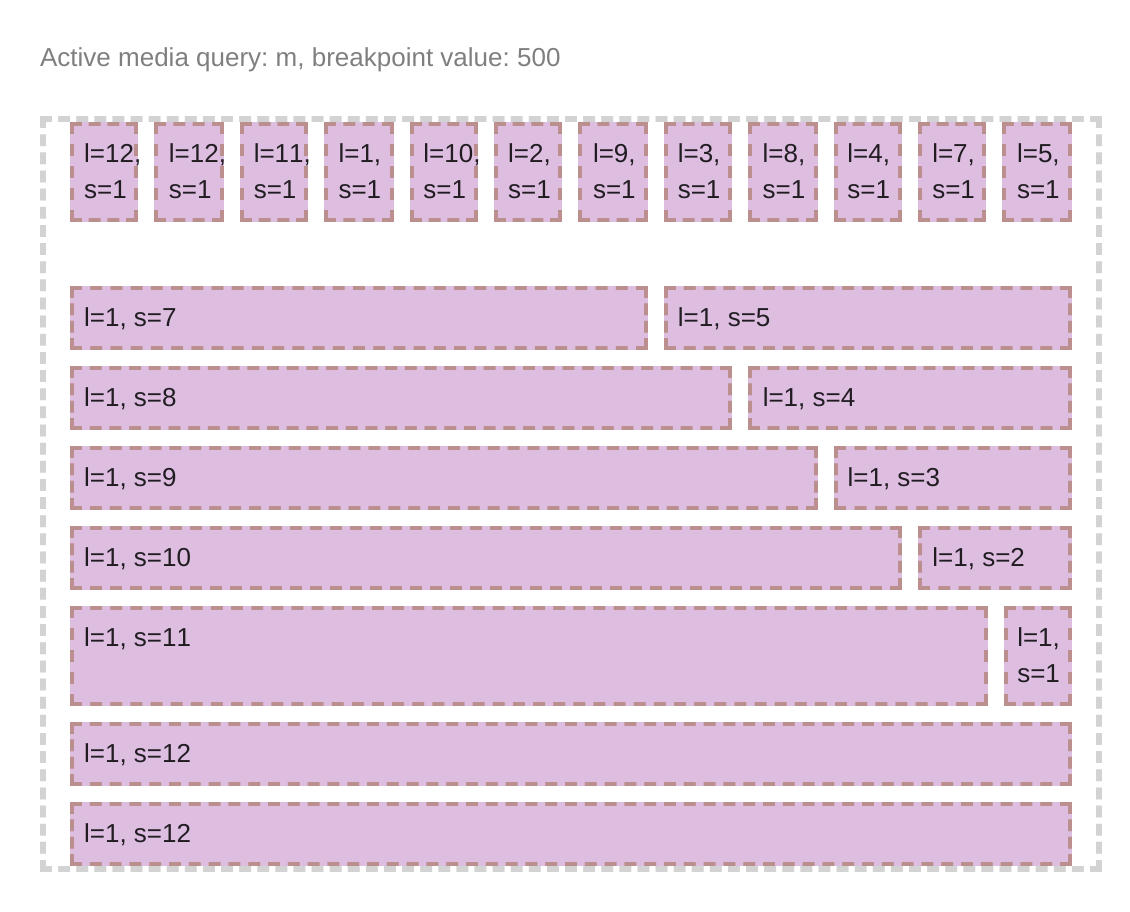 Active media query: m, breakpoint value: 500
l=12, l=12, l=11, l=1, l=10, l=2, l=9, l=3, l=8, l=4, l=7, l=5,
s=1 s=1 s=1 s=1 s=1 s=1 s=1 s=1 s=1 s=1 s=1 s=1
l=1, s=7 l=1, s=5
l=1, s=8 l=1, s=4
l=1, s=9 l=1, s=3
l=1, s=10 l=1, s=2
l=1, s=11 l=1,
s=1
l=1, s=12
l=1, s=12